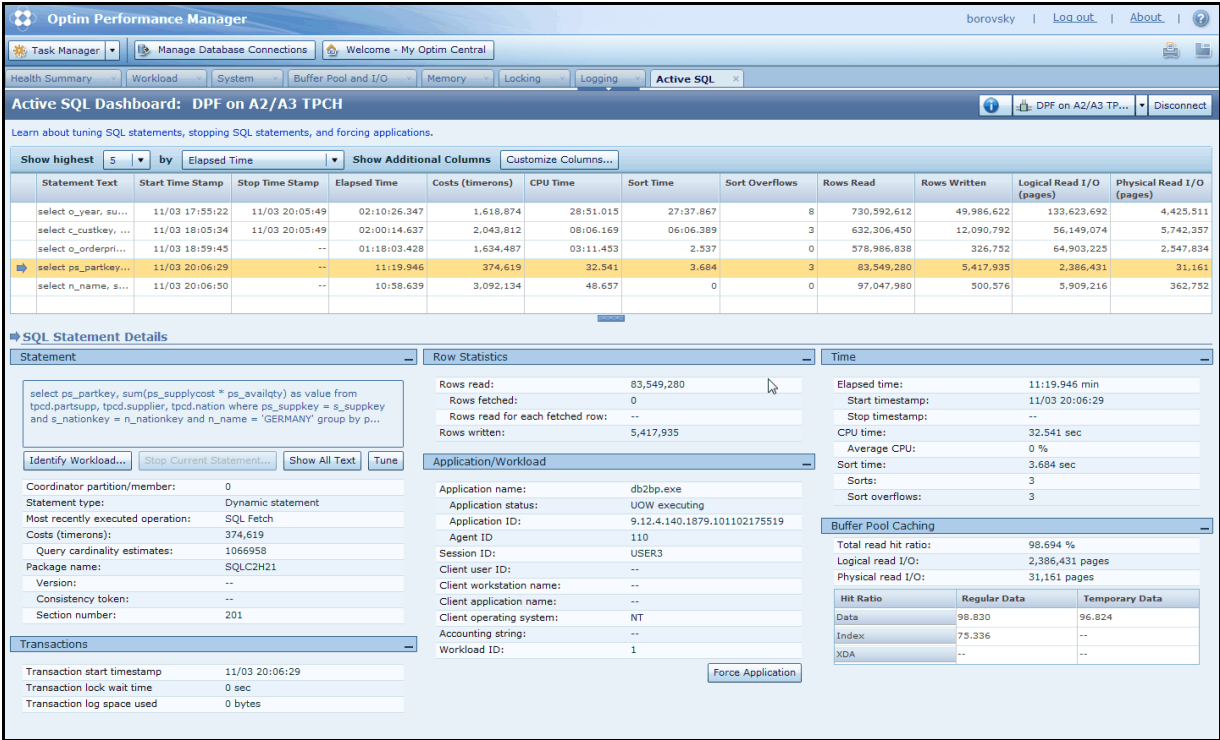 Optim Performance Manager
borovsky | Log out | About | ?
Task Manager Manage Database Connections Welcome - My Optim Central
Health Summary Workload System Buffer Pool and I/O Memory Locking Logging Active SQL ×
Active SQL Dashboard: DPF on A2/A3 TPCH
DPF on A2/A3 TP... Disconnect
Learn about tuning SQL statements, stopping SQL statements, and forcing applications.
Show highest 5 by Elapsed Time Show Additional Columns Customize Columns...
Statement Text Start Time Stamp Stop Time Stamp Elapsed Time Costs (timerons) CPU Time Sort Time Sort Overflows Rows Read Rows Written Logical Read I/O (pages) Physical Read I/O (pages)
select o_year, su... 11/03 17:55:22 11/03 20:05:49 02:10:26.347 1,618,874 28:51.015 27:37.867 8 730,592,612 49,986,622 133,623,692 4,425,511
select c_custkey, ... 11/03 18:05:34 11/03 20:05:49 02:00:14.637 2,043,812 08:06.169 06:06.389 3 632,306,450 12,090,792 56,149,074 5,742,357
select o_orderpri... 11/03 18:59:45 -- 01:18:03.428 1,634,487 03:11.453 2.537 0 578,986,838 326,752 64,903,225 2,547,834
select ps_partkey... 11/03 20:06:29 -- 11:19.946 374,619 32.541 3.684 3 83,549,280 5,417,935 2,386,431 31,161
select n_name, s... 11/03 20:06:50 -- 10:58.639 3,092,134 48.657 0 0 97,047,980 500,576 5,909,216 362,752
SQL Statement Details
Statement
select ps_partkey, sum(ps_supplycost * ps_availqty) as value from
tpcd.partsupp, tpcd.supplier, tpcd.nation where ps_suppkey = s_suppkey
and s_nationkey = n_nationkey and n_name = 'GERMANY' group by p...
Identify Workload... Stop Current Statement... Show All Text Tune
Coordinator partition/member: 0
Statement type: Dynamic statement
Most recently executed operation: SQL Fetch
Costs (timerons): 374,619
Query cardinality estimates: 1066958
Package name: SQLC2H21
Version: --
Consistency token: --
Section number: 201
Transactions
Transaction start timestamp 11/03 20:06:29
Transaction lock wait time 0 sec
Transaction log space used 0 bytes
Row Statistics
Rows read: 83,549,280
Rows fetched: 0
Rows read for each fetched row: --
Rows written: 5,417,935
Application/Workload
Application name: db2bp.exe
Application status: UOW executing
Application ID: 9.12.4.140.1879.101102175519
Agent ID 110
Session ID: USER3
Client user ID: --
Client workstation name: --
Client application name: --
Client operating system: NT
Accounting string: --
Workload ID: 1
Force Application
Time
Elapsed time: 11:19.946 min
Start timestamp: 11/03 20:06:29
Stop timestamp: --
CPU time: 32.541 sec
Average CPU: 0 %
Sort time: 3.684 sec
Sorts: 3
Sort overflows: 3
Buffer Pool Caching
Total read hit ratio: 98.694 %
Logical read I/O: 2,386,431 pages
Physical read I/O: 31,161 pages
Hit Ratio Regular Data Temporary Data
Data 98.830 96.824
Index 75.336 --
XDA -- --